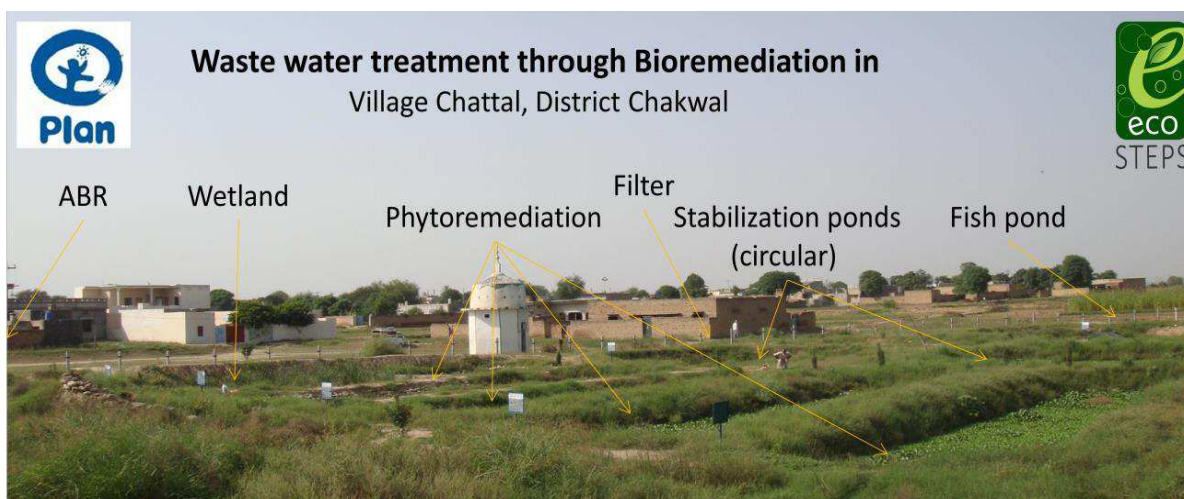 Plan
Waste water treatment through Bioremediation in
Village Chattal, District Chakwal
eco
STEPS
ABR
Wetland
Phytoremediation
Filter
Stabilization ponds
(circular)
Fish pond